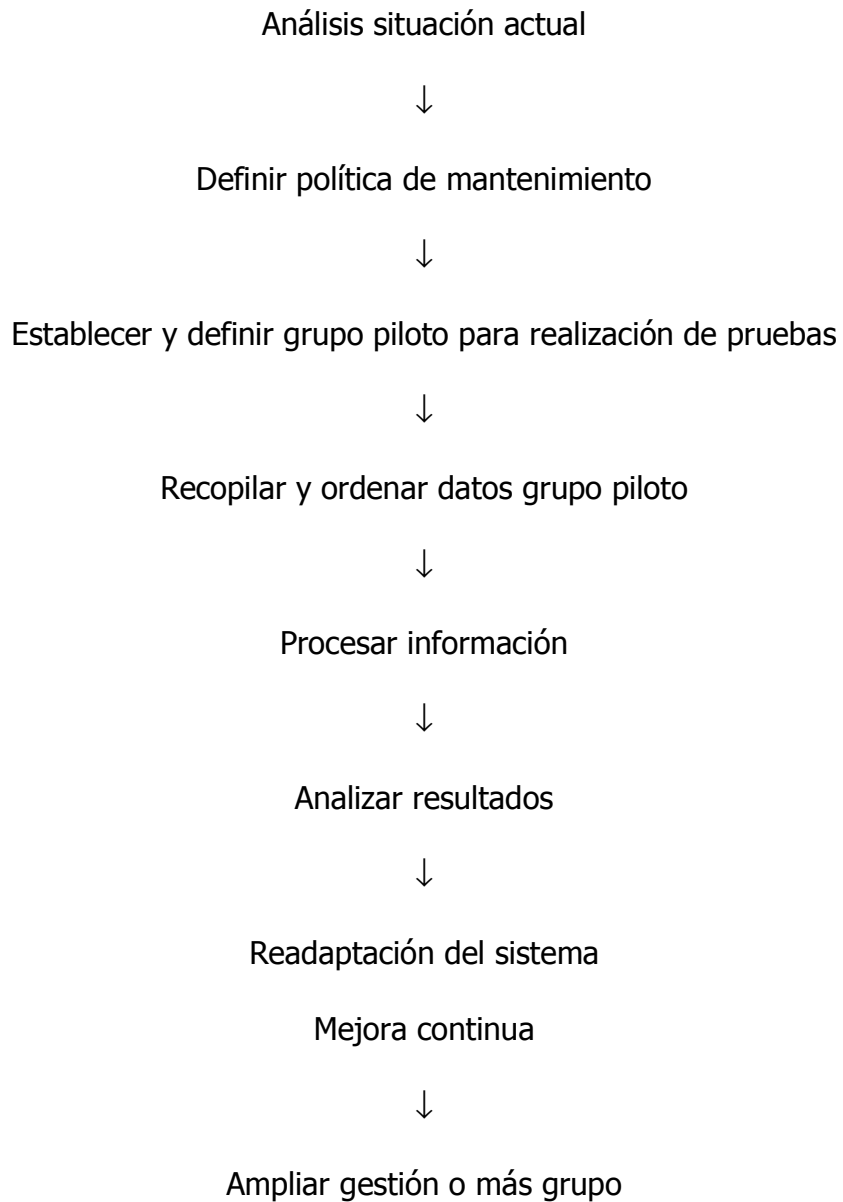 Análisis situación actual
↓
Definir política de mantenimiento
↓
Establecer y definir grupo piloto para realización de pruebas
↓
Recopilar y ordenar datos grupo piloto
↓
Procesar información
↓
Analizar resultados
↓
Readaptación del sistema
Mejora continua
↓
Ampliar gestión o más grupo